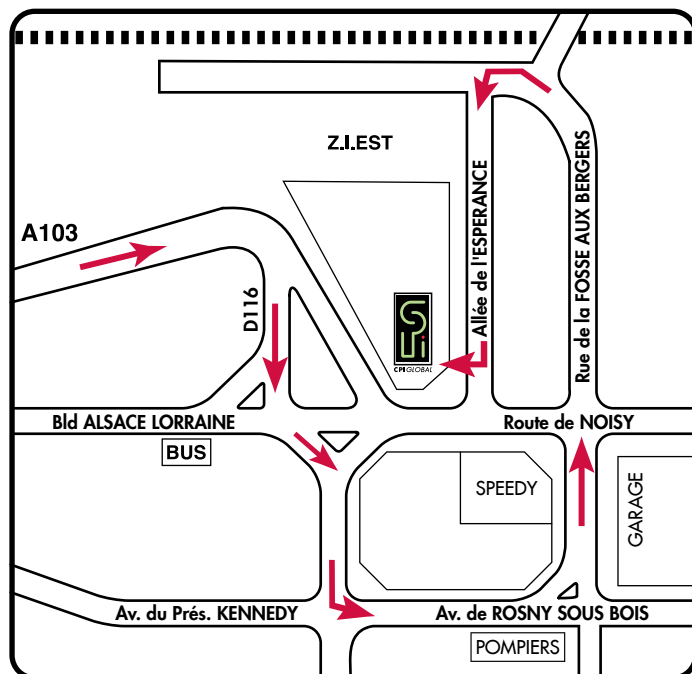 Z.I.EST
A103
D116
Allée de l'ESPERANCE
Rue de la FOSSE AUX BERGERS
CPI GLOBAL
Bld ALSACE LORRAINE
Route de NOISY
BUS
SPEEDY
GARAGE
Av. du Prés. KENNEDY
Av. de ROSNY SOUS BOIS
POMPIERS